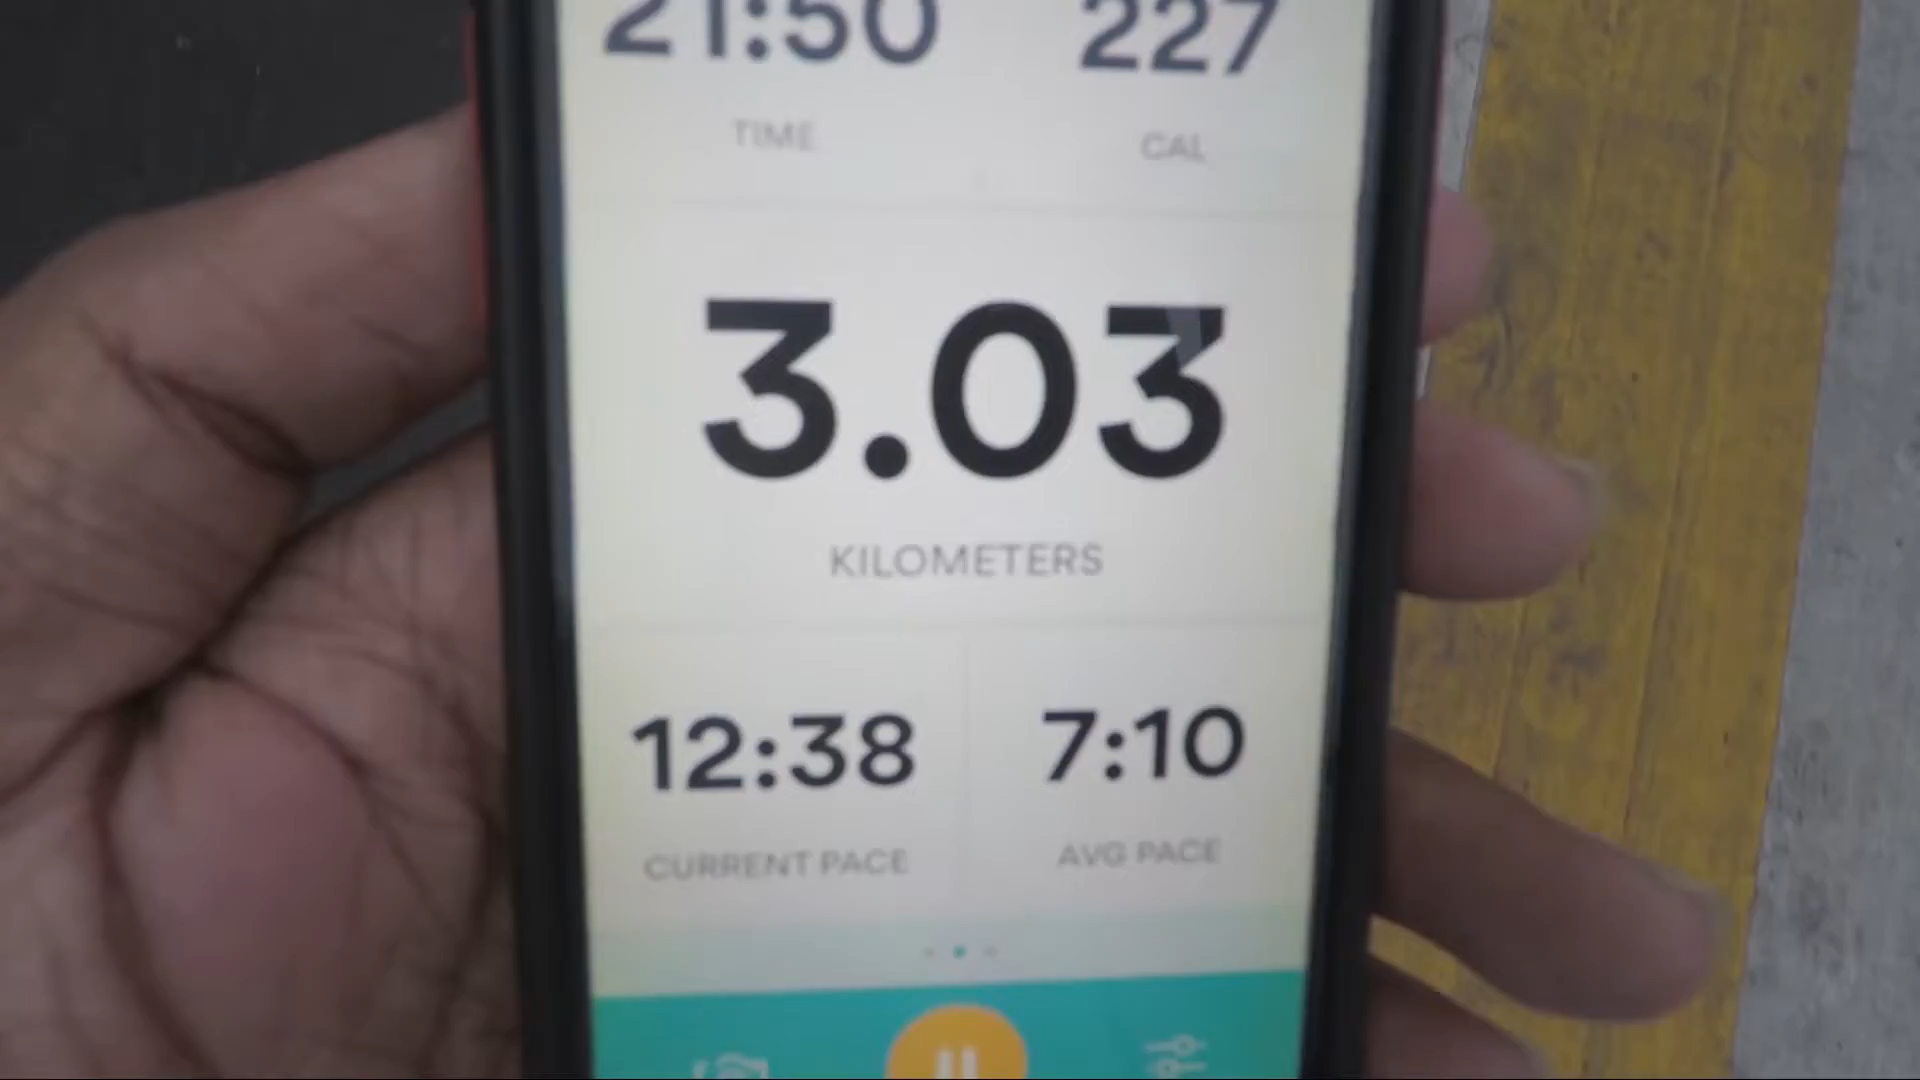 21:50 227
TIME CAL
3.03
KILOMETERS
12:38 7:10
CURRENT PACE AVG PACE